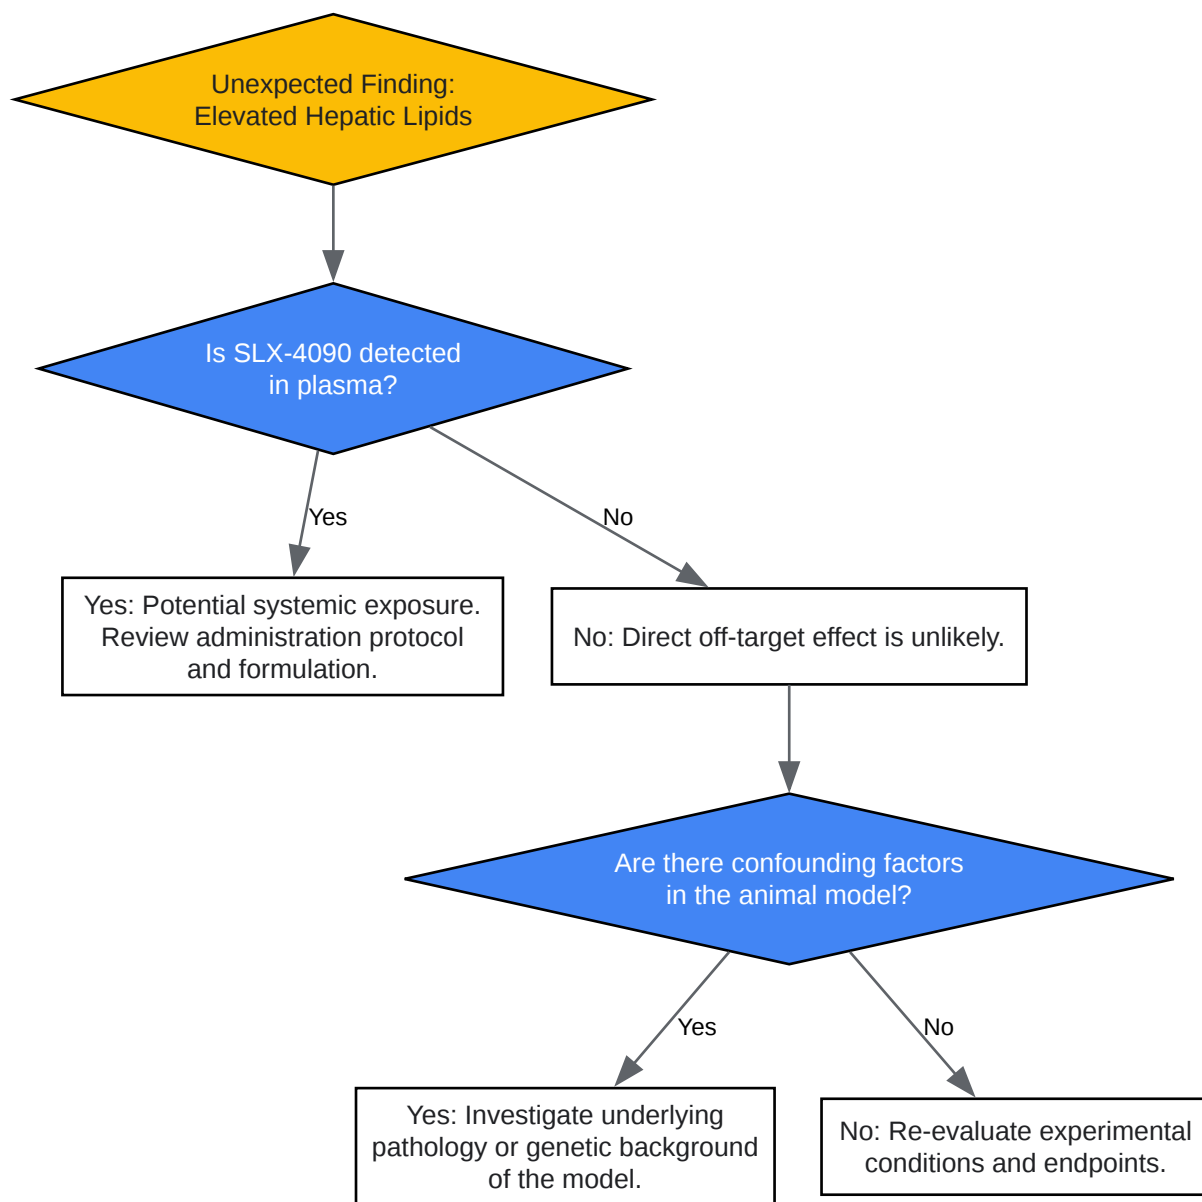 Unexpected Finding:
Elevated Hepatic Lipids
Is SLX-4090 detected
in plasma?
Yes
No
Yes: Potential systemic exposure.
Review administration protocol
and formulation.
No: Direct off-target effect is unlikely.
Are there confounding factors
in the animal model?
Yes
No
Yes: Investigate underlying
pathology or genetic background
of the model.
No: Re-evaluate experimental
conditions and endpoints.